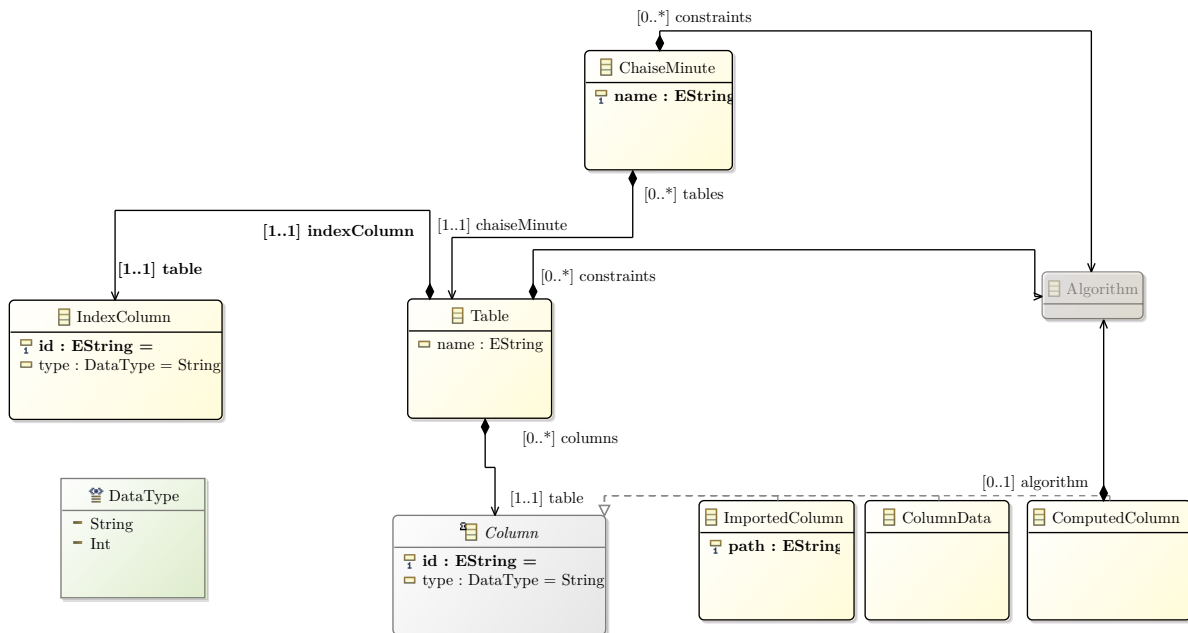 [0..*] constraints
ChaiseMinute
name : EString
[0..*] tables
[1..1] chaiseMinute
[1..1] indexColumn
[1..1] table
[0..*] constraints
Algorithm
IndexColumn
id : EString =
type : DataType = String
Table
name : EString
[0..*] columns
[1..1] table
[0..1] algorithm
DataType
String
Int
Column
id : EString =
type : DataType = String
ImportedColumn
path : EString
ColumnData
ComputedColumn